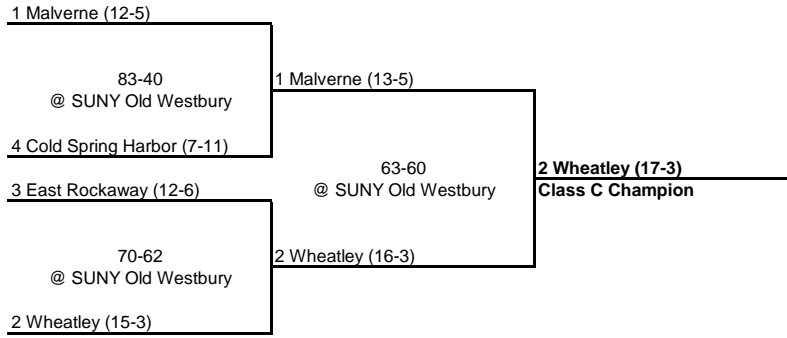 1 Malverne (12-5)
83-40
@ SUNY Old Westbury
1 Malverne (13-5)
4 Cold Spring Harbor (7-11)
63-60
@ SUNY Old Westbury
2 Wheatley (17-3)
Class C Champion
3 East Rockaway (12-6)
70-62
@ SUNY Old Westbury
2 Wheatley (16-3)
2 Wheatley (15-3)